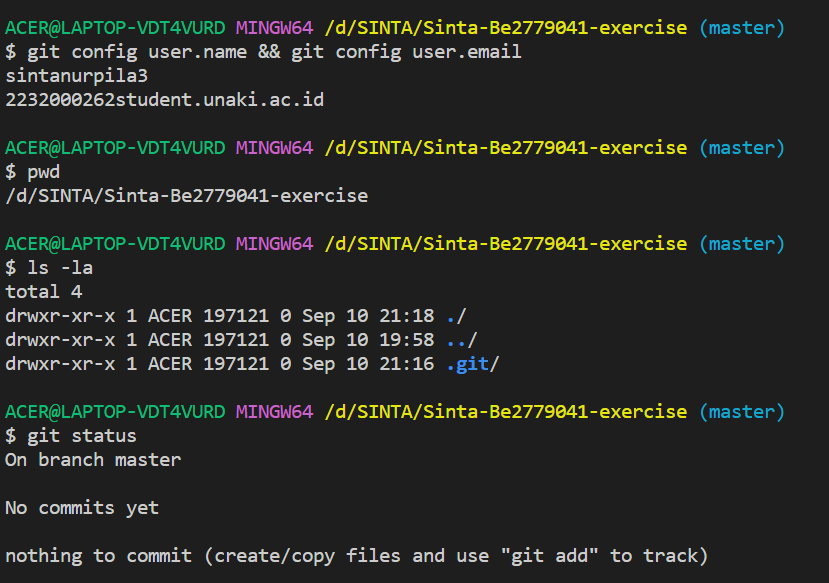 ACER@LAPTOP-VDT4VURD MINGW64 /d/SINTA/Sinta-Be2779041-exercise (master)
$ git config user.name && git config user.email
sintanurpila3
2232000262student.unaki.ac.id
ACER@LAPTOP-VDT4VURD MINGW64 /d/SINTA/Sinta-Be2779041-exercise (master)
$ pwd
/d/SINTA/Sinta-Be2779041-exercise
ACER@LAPTOP-VDT4VURD MINGW64 /d/SINTA/Sinta-Be2779041-exercise (master)
$ ls -la
total 4
drwxr-xr-x 1 ACER 197121 0 Sep 10 21:18 ./
drwxr-xr-x 1 ACER 197121 0 Sep 10 19:58 ../
drwxr-xr-x 1 ACER 197121 0 Sep 10 21:16 .git/
ACER@LAPTOP-VDT4VURD MINGW64 /d/SINTA/Sinta-Be2779041-exercise (master)
$ git status
On branch master
No commits yet
nothing to commit (create/copy files and use "git add" to track)